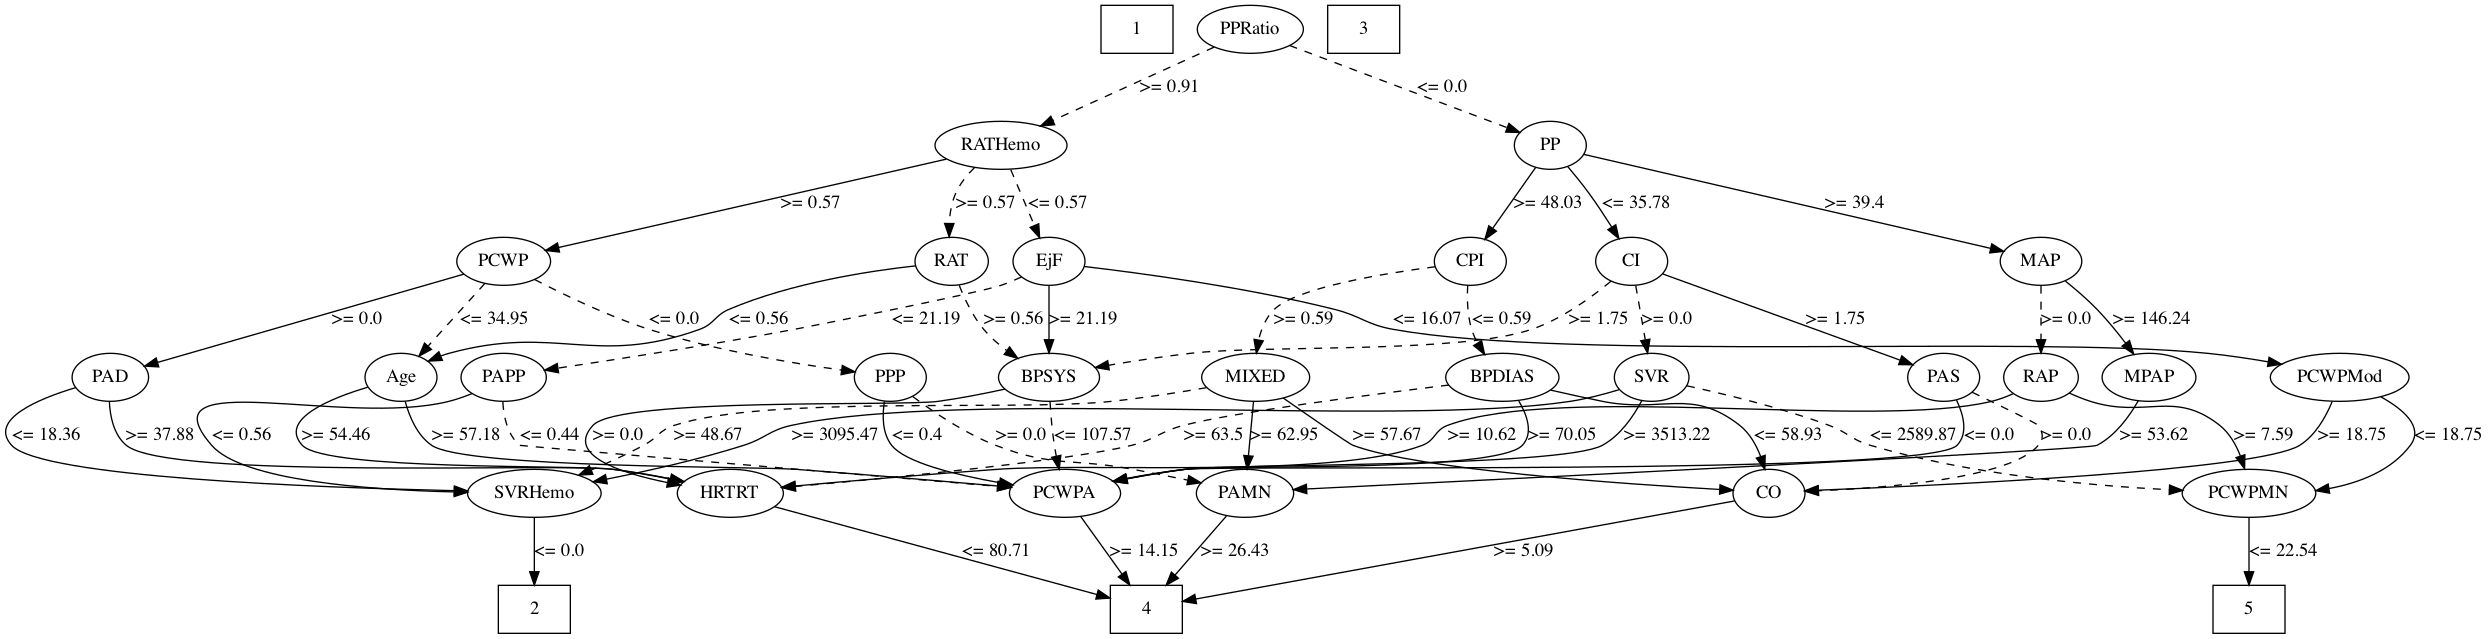 1
PPRatio
3
>= 0.91
<= 0.0
RATHemo
PP
>= 0.57
>= 0.57
<= 0.57
>= 48.03
<= 35.78
>= 39.4
PCWP
RAT
EjF
CPI
CI
MAP
>= 0.0
<= 34.95
<= 0.0
<= 0.56
>= 0.56
<= 21.19
>= 21.19
>= 0.59
<= 16.07
<= 0.59
>= 1.75
>= 0.0
>= 1.75
>= 0.0
>= 146.24
PAD
Age
PAPP
PPP
BPSYS
MIXED
BPDIAS
SVR
PAS
RAP
MPAP
PCWPMod
<= 18.36
>= 37.88
<= 0.56
>= 54.46
>= 57.18
<= 0.44
>= 0.0
>= 48.67
>= 3095.47
<= 0.4
>= 0.0
<= 107.57
>= 63.5
>= 62.95
>= 57.67
>= 10.62
>= 70.05
>= 3513.22
<= 58.93
<= 2589.87
<= 0.0
>= 0.0
>= 53.62
>= 7.59
>= 18.75
<= 18.75
SVRHemo
HRTRT
PCWPA
PAMN
CO
PCWPMN
<= 0.0
<= 80.71
>= 14.15
>= 26.43
>= 5.09
<= 22.54
2
4
5